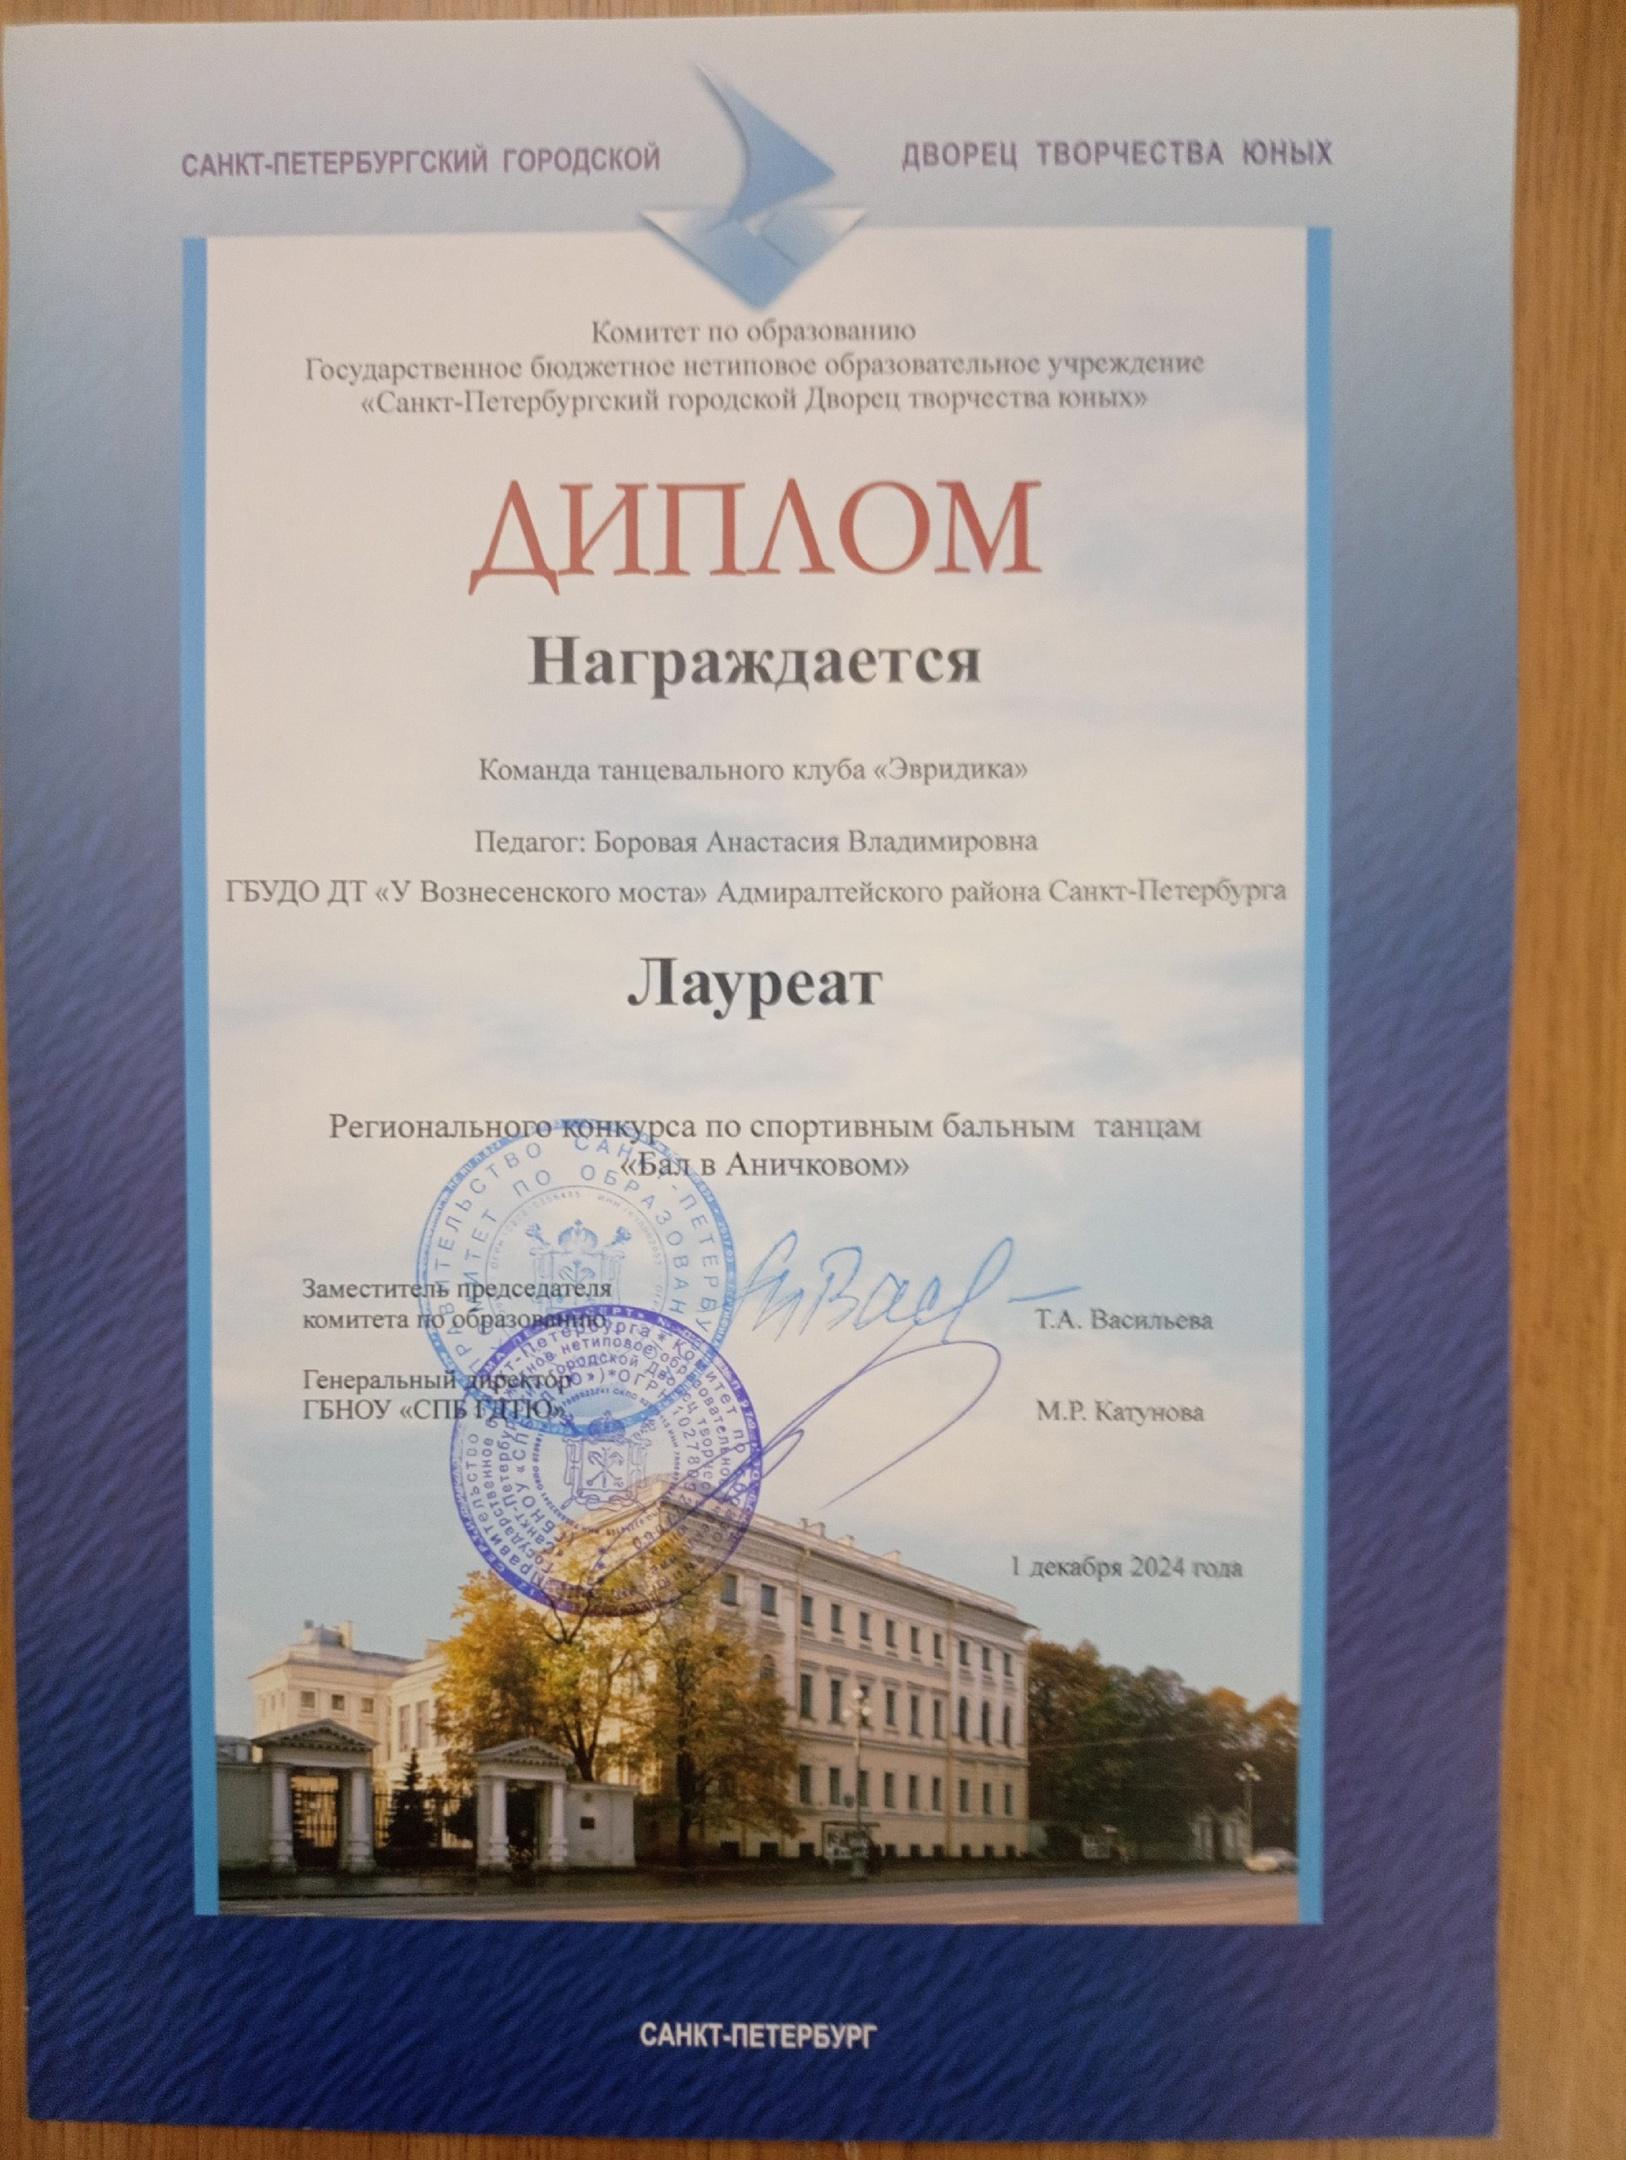 САНКТ-ПЕТЕРБУРГСКИЙ ГОРОДСКОЙ ДВОРЕЦ ТВОРЧЕСТВА ЮНЫХ
Комитет по образованию
Государственное бюджетное нетиповое образовательное учреждение
«Санкт-Петербургский городской Дворец творчества юных»
ДИПЛОМ
Награждается
Команда танцевального клуба «Эвридика»
Педагог: Боровая Анастасия Владимировна
ГБУДО ДТ «У Вознесенского моста» Адмиралтейского района Санкт-Петербурга
Лауреат
Регионального конкурса по спортивным бальным танцам
«Бал в Аничковом»
Заместитель председателя
комитета по образованию Т.А. Васильева
Генеральный директор
ГБНОУ «СПБ ГДТЮ» М.Р. Катунова
1 декабря 2024 года
САНКТ-ПЕТЕРБУРГ